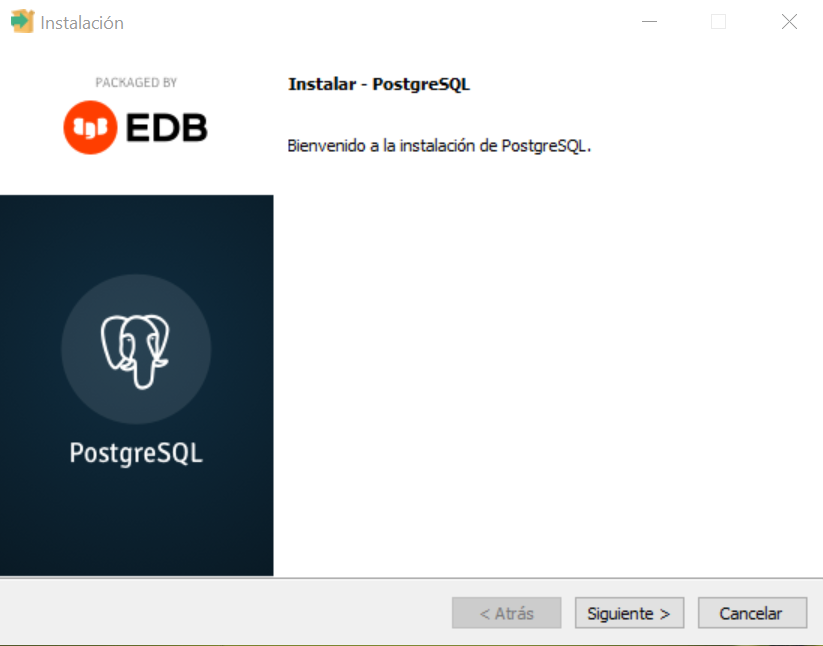 Instalación
PACKAGED BY
EDB
Instalar - PostgreSQL
Bienvenido a la instalación de PostgreSQL.
PostgreSQL
< Atrás
Siguiente >
Cancelar